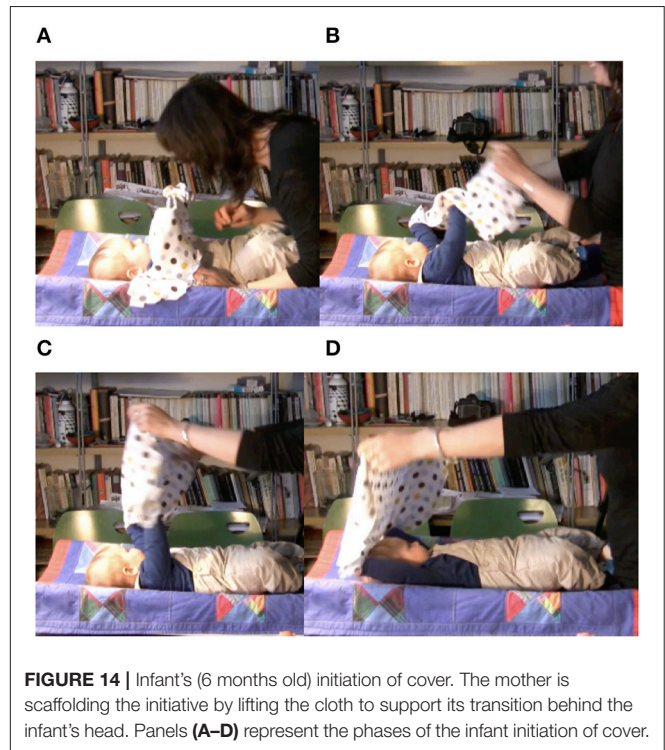 A B
C D
FIGURE 14 | Infant's (6 months old) initiation of cover. The mother is
scaffolding the initiative by lifting the cloth to support its transition behind the
infant's head. Panels (A–D) represent the phases of the infant initiation of cover.